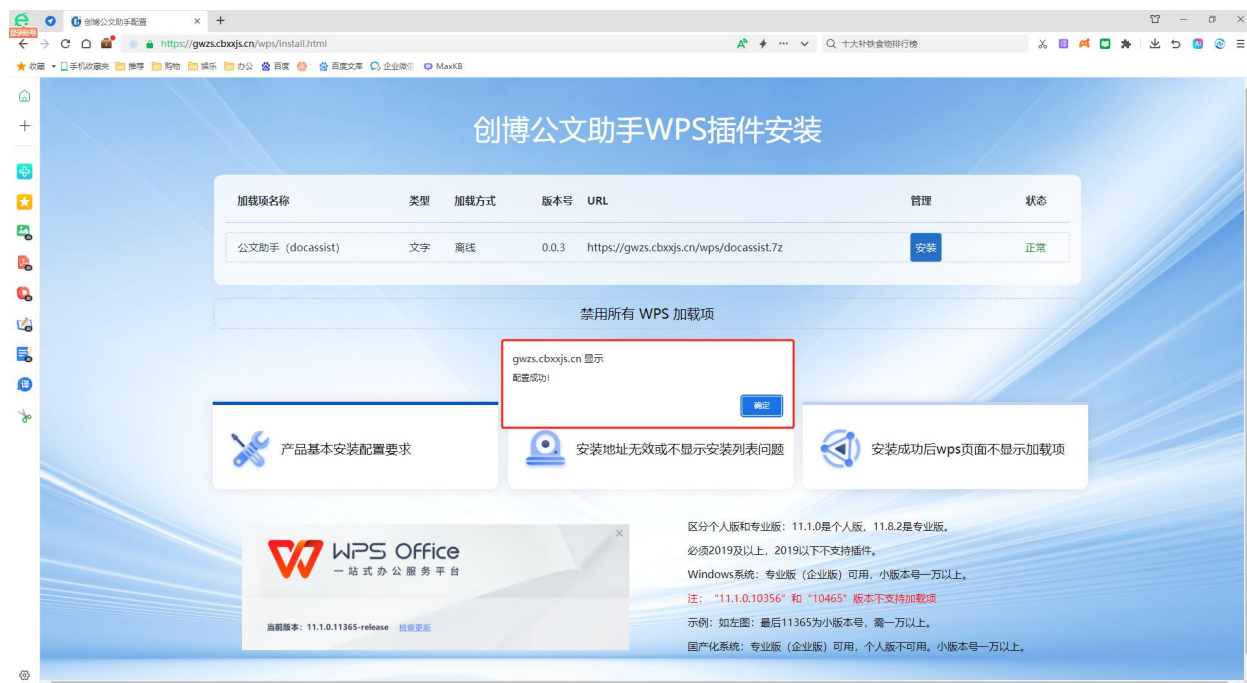 创博公文助手配置
登录账号
https://gwzs.cbxxjs.cn/wps/install.html
十大补铁食物排行榜
收藏 手机收藏夹 推荐 购物 娱乐 办公 百度 百度文库 企业微信 MaxKB
创博公文助手WPS插件安装
加载项名称 类型 加载方式 版本号 URL 管理 状态
公文助手（docassist） 文字 离线 0.0.3 https://gwzs.cbxxjs.cn/wps/docassist.7z 安装 正常
禁用所有 WPS 加载项
gwzs.cbxxjs.cn 显示
配置成功!
确定
产品基本安装配置要求
安装地址无效或不显示安装列表问题
安装成功后wps页面不显示加载项
WPS Office
一站式办公服务平台
当前版本：11.1.0.11365-release 检查更新
区分个人版和专业版：11.1.0是个人版，11.8.2是专业版。
必须2019及以上，2019以下不支持插件。
Windows系统：专业版（企业版）可用，小版本号一万以上。
注：“11.1.0.10356”和“10465”版本不支持加载项
示例：如左图：最后11365为小版本号，需一万以上。
国产化系统：专业版（企业版）可用，个人版不可用。小版本号一万以上。